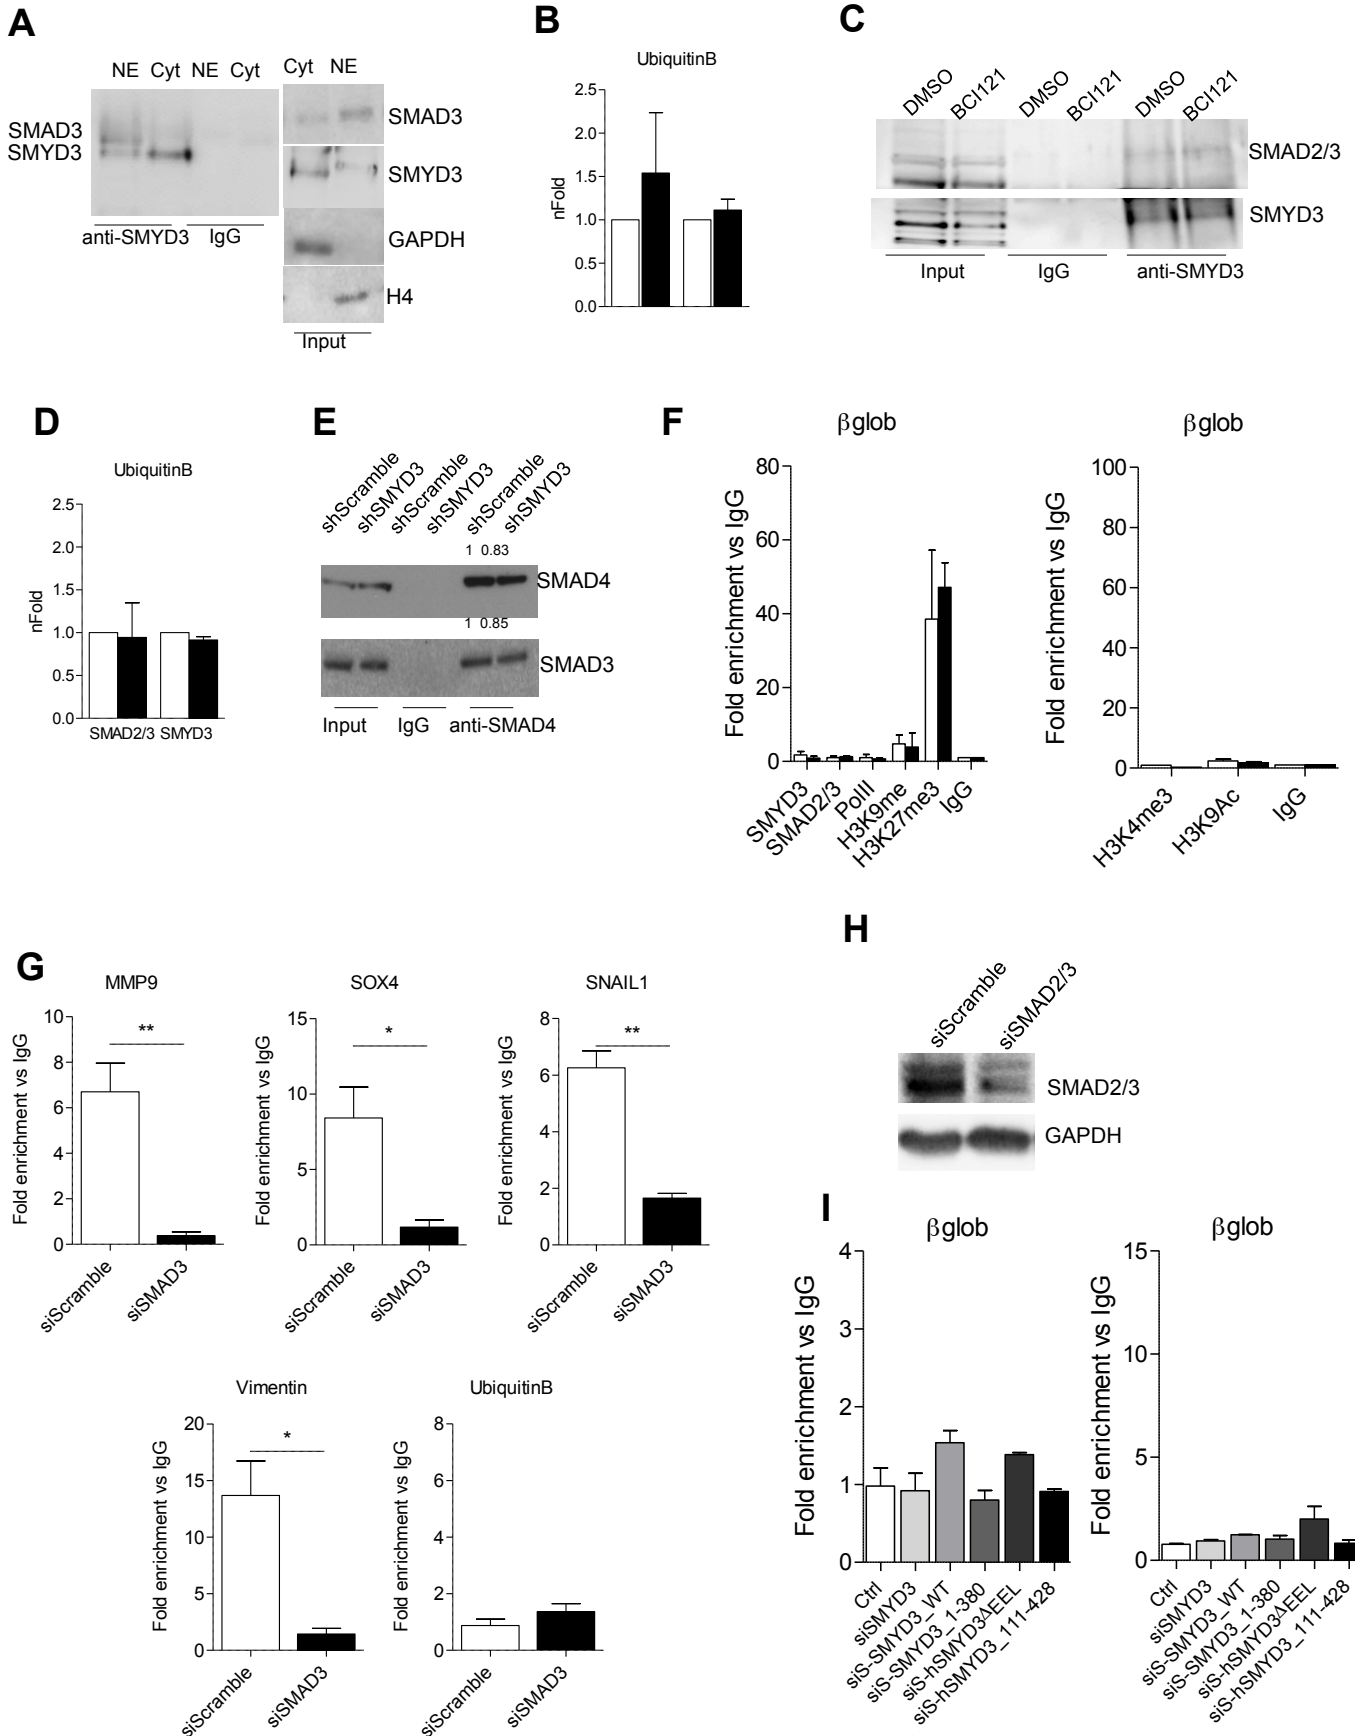 A
NE Cyt NE Cyt
SMAD3
SMYD3
anti-SMYD3 IgG
Cyt NE
SMAD3
SMYD3
GAPDH
H4
Input
B
UbiquitinB
nFold
2.5
2.0
1.5
1.0
0.5
0.0
C
DMSO BCI121 DMSO BCI121 DMSO BCI121
SMAD2/3
SMYD3
Input IgG anti-SMYD3
D
UbiquitinB
nFold
2.5
2.0
1.5
1.0
0.5
0.0
SMAD2/3 SMYD3
E
shScramble shSMYD3 shScramble shSMYD3 shScramble shSMYD3
1 0.83
SMAD4
1 0.85
SMAD3
Input IgG anti-SMAD4
F
βglob
Fold enrichment vs IgG
80
60
40
20
0
SMYD3 SMAD2/3 PolII H3K9me H3K27me3 IgG
βglob
Fold enrichment vs IgG
100
80
60
40
20
0
H3K4me3 H3K9Ac IgG
G
MMP9
Fold enrichment vs IgG
10
8
6
4
2
0
**
siScramble siSMAD3
SOX4
Fold enrichment vs IgG
15
10
5
0
*
siScramble siSMAD3
SNAIL1
Fold enrichment vs IgG
8
6
4
2
0
**
siScramble siSMAD3
Vimentin
Fold enrichment vs IgG
20
15
10
5
0
*
siScramble siSMAD3
UbiquitinB
Fold enrichment vs IgG
8
6
4
2
0
siScramble siSMAD3
H
siScramble siSMAD2/3
SMAD2/3
GAPDH
I
βglob
Fold enrichment vs IgG
4
3
2
1
0
Ctrl siSMYD3 siS-SMYD3_WT siS-SMYD3_1-380 siS-hSMYD3ΔEEL siS-hSMYD3_111-428
βglob
Fold enrichment vs IgG
15
10
5
0
Ctrl siSMYD3 siS-SMYD3_WT siS-SMYD3_1-380 siS-hSMYD3ΔEEL siS-hSMYD3_111-428